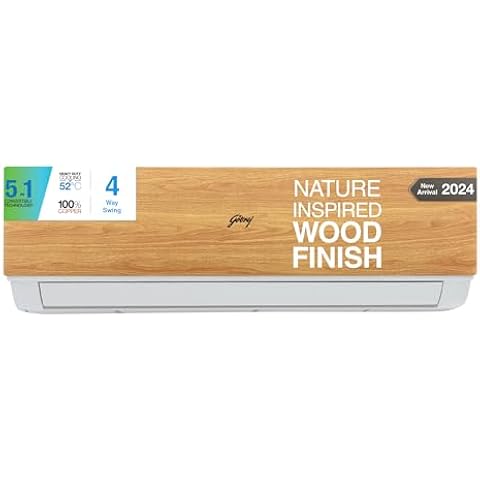 5 in 1
CONVERTIBLE
TECHNOLOGY
HEAVY DUTY
COOLING
52°C
100%
COPPER
4
Way
Swing
Godrej
NATURE
INSPIRED
WOOD
FINISH
New
Arrival
2024